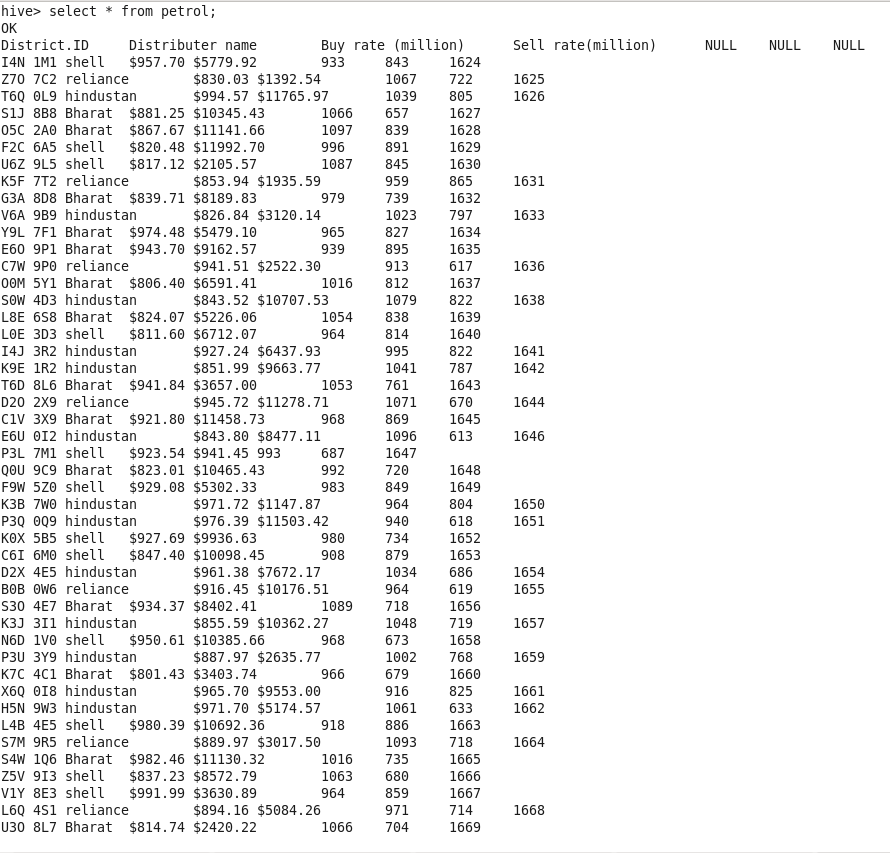 hive> select * from petrol;
OK
District.ID Distributer name Buy rate (million) Sell rate(million) NULL NULL NULL
I4N 1M1 shell $957.70 $5779.92 933 843 1624
Z7O 7C2 reliance $830.03 $1392.54 1067 722 1625
T6Q 0L9 hindustan $994.57 $11765.97 1039 805 1626
S1J 8B8 Bharat $881.25 $10345.43 1066 657 1627
O5C 2A0 Bharat $867.67 $11141.66 1097 839 1628
F2C 6A5 shell $820.48 $11992.70 996 891 1629
U6Z 9L5 shell $817.12 $2105.57 1087 845 1630
K5F 7T2 reliance $853.94 $1935.59 959 865 1631
G3A 8D8 Bharat $839.71 $8189.83 979 739 1632
V6A 9B9 hindustan $826.84 $3120.14 1023 797 1633
Y9L 7F1 Bharat $974.48 $5479.10 965 827 1634
E6O 9P1 Bharat $943.70 $9162.57 939 895 1635
C7W 9P0 reliance $941.51 $2522.30 913 617 1636
O0M 5Y1 Bharat $806.40 $6591.41 1016 812 1637
S0W 4D3 hindustan $843.52 $10707.53 1079 822 1638
L8E 6S8 Bharat $824.07 $5226.06 1054 838 1639
L0E 3D3 shell $811.60 $6712.07 964 814 1640
I4J 3R2 hindustan $927.24 $6437.93 995 822 1641
K9E 1R2 hindustan $851.99 $9663.77 1041 787 1642
T6D 8L6 Bharat $941.84 $3657.00 1053 761 1643
D2O 2X9 reliance $945.72 $11278.71 1071 670 1644
C1V 3X9 Bharat $921.80 $11458.73 968 869 1645
E6U 0I2 hindustan $843.80 $8477.11 1096 613 1646
P3L 7M1 shell $923.54 $941.45 993 687 1647
Q0U 9C9 Bharat $823.01 $10465.43 992 720 1648
F9W 5Z0 shell $929.08 $5302.33 983 849 1649
K3B 7W0 hindustan $971.72 $1147.87 964 804 1650
P3Q 0Q9 hindustan $976.39 $11503.42 940 618 1651
K0X 5B5 shell $927.69 $9936.63 980 734 1652
C6I 6M0 shell $847.40 $10098.45 908 879 1653
D2X 4E5 hindustan $961.38 $7672.17 1034 686 1654
B0B 0W6 reliance $916.45 $10176.51 964 619 1655
S3O 4E7 Bharat $934.37 $8402.41 1089 718 1656
K3J 3I1 hindustan $855.59 $10362.27 1048 719 1657
N6D 1V0 shell $950.61 $10385.66 968 673 1658
P3U 3Y9 hindustan $887.97 $2635.77 1002 768 1659
K7C 4C1 Bharat $801.43 $3403.74 966 679 1660
X6Q 0I8 hindustan $965.70 $9553.00 916 825 1661
H5N 9W3 hindustan $971.70 $5174.57 1061 633 1662
L4B 4E5 shell $980.39 $10692.36 918 886 1663
S7M 9R5 reliance $889.97 $3017.50 1093 718 1664
S4W 1Q6 Bharat $982.46 $11130.32 1016 735 1665
Z5V 9I3 shell $837.23 $8572.79 1063 680 1666
V1Y 8E3 shell $991.99 $3630.89 964 859 1667
L6Q 4S1 reliance $894.16 $5084.26 971 714 1668
U3O 8L7 Bharat $814.74 $2420.22 1066 704 1669